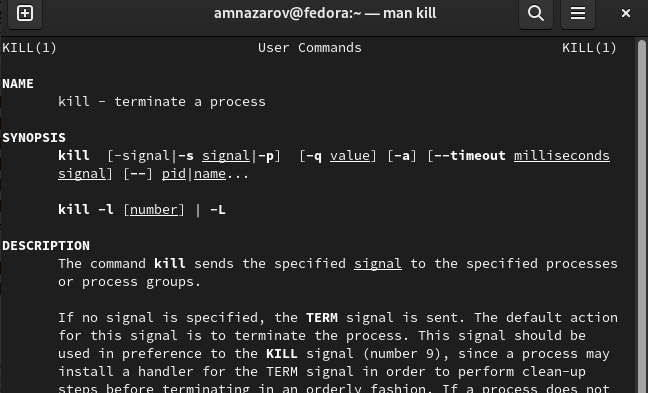 amnazarov@fedora:~ — man kill
KILL(1) User Commands KILL(1)
NAME
kill - terminate a process
SYNOPSIS
kill [-signal|-s signal|-p] [-q value] [-a] [--timeout milliseconds
signal] [--] pid|name...
kill -l [number] | -L
DESCRIPTION
The command kill sends the specified signal to the specified processes
or process groups.
If no signal is specified, the TERM signal is sent. The default action
for this signal is to terminate the process. This signal should be
used in preference to the KILL signal (number 9), since a process may
install a handler for the TERM signal in order to perform clean-up
steps before terminating in an orderly fashion. If a process does not